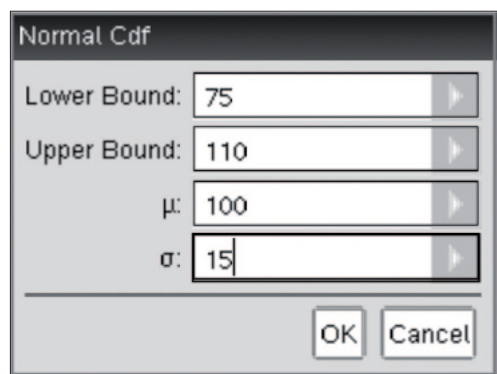 Normal Cdf
Lower Bound: 75
Upper Bound: 110
μ: 100
σ: 15
OK Cancel